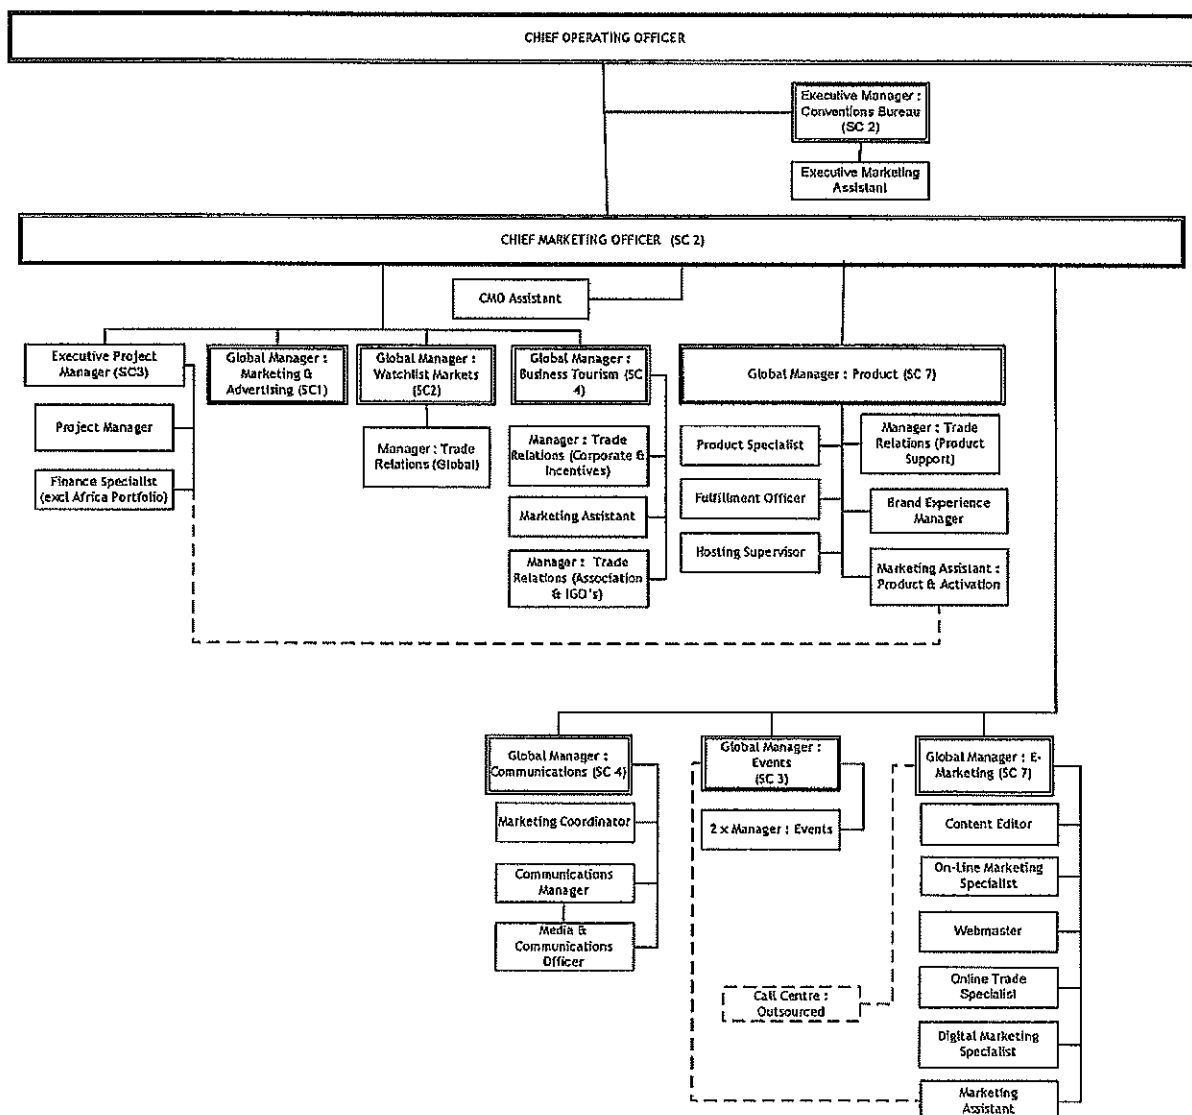 CHIEF OPERATING OFFICER
Executive Manager :
Conventions Bureau
(SC 2)
Executive Marketing
Assistant
CHIEF MARKETING OFFICER (SC 2)
CMO Assistant
Executive Project
Manager (SC3)
Project Manager
Finance Specialist
(excl Africa Portfolio)
Global Manager :
Marketing &
Advertising (SC1)
Global Manager :
Watchlist Markets
(SC2)
Manager : Trade
Relations (Global)
Global Manager :
Business Tourism (SC
4)
Manager : Trade
Relations (Corporate &
Incentives)
Marketing Assistant
Manager : Trade
Relations (Association
& IGO's)
Global Manager : Product (SC 7)
Product Specialist
Fulfillment Officer
Hosting Supervisor
Manager : Trade
Relations (Product
Support)
Brand Experience
Manager
Marketing Assistant :
Product & Activation
Global Manager :
Communications (SC 4)
Marketing Coordinator
Communications
Manager
Media &
Communications
Officer
Global Manager :
Events
(SC 3)
2 x Manager : Events
Call Centre :
Outsourced
Global Manager : E-
Marketing (SC 7)
Content Editor
On-Line Marketing
Specialist
Webmaster
Online Trade
Specialist
Digital Marketing
Specialist
Marketing
Assistant